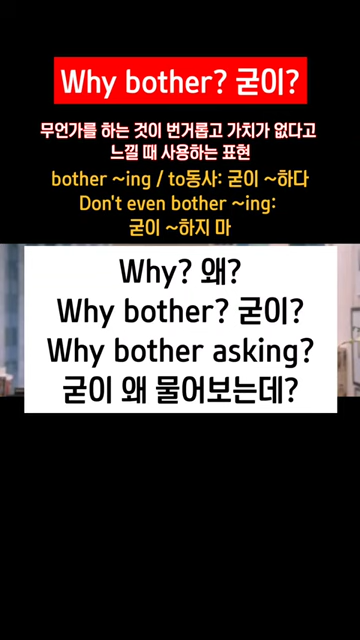 Why bother? 굳이?
무언가를 하는 것이 번거롭고 가치가 없다고
느낄 때 사용하는 표현
bother ~ing / to동사: 굳이 ~하다
Don't even bother ~ing:
굳이 ~하지 마
Why? 왜?
Why bother? 굳이?
Why bother asking?
굳이 왜 물어보는데?